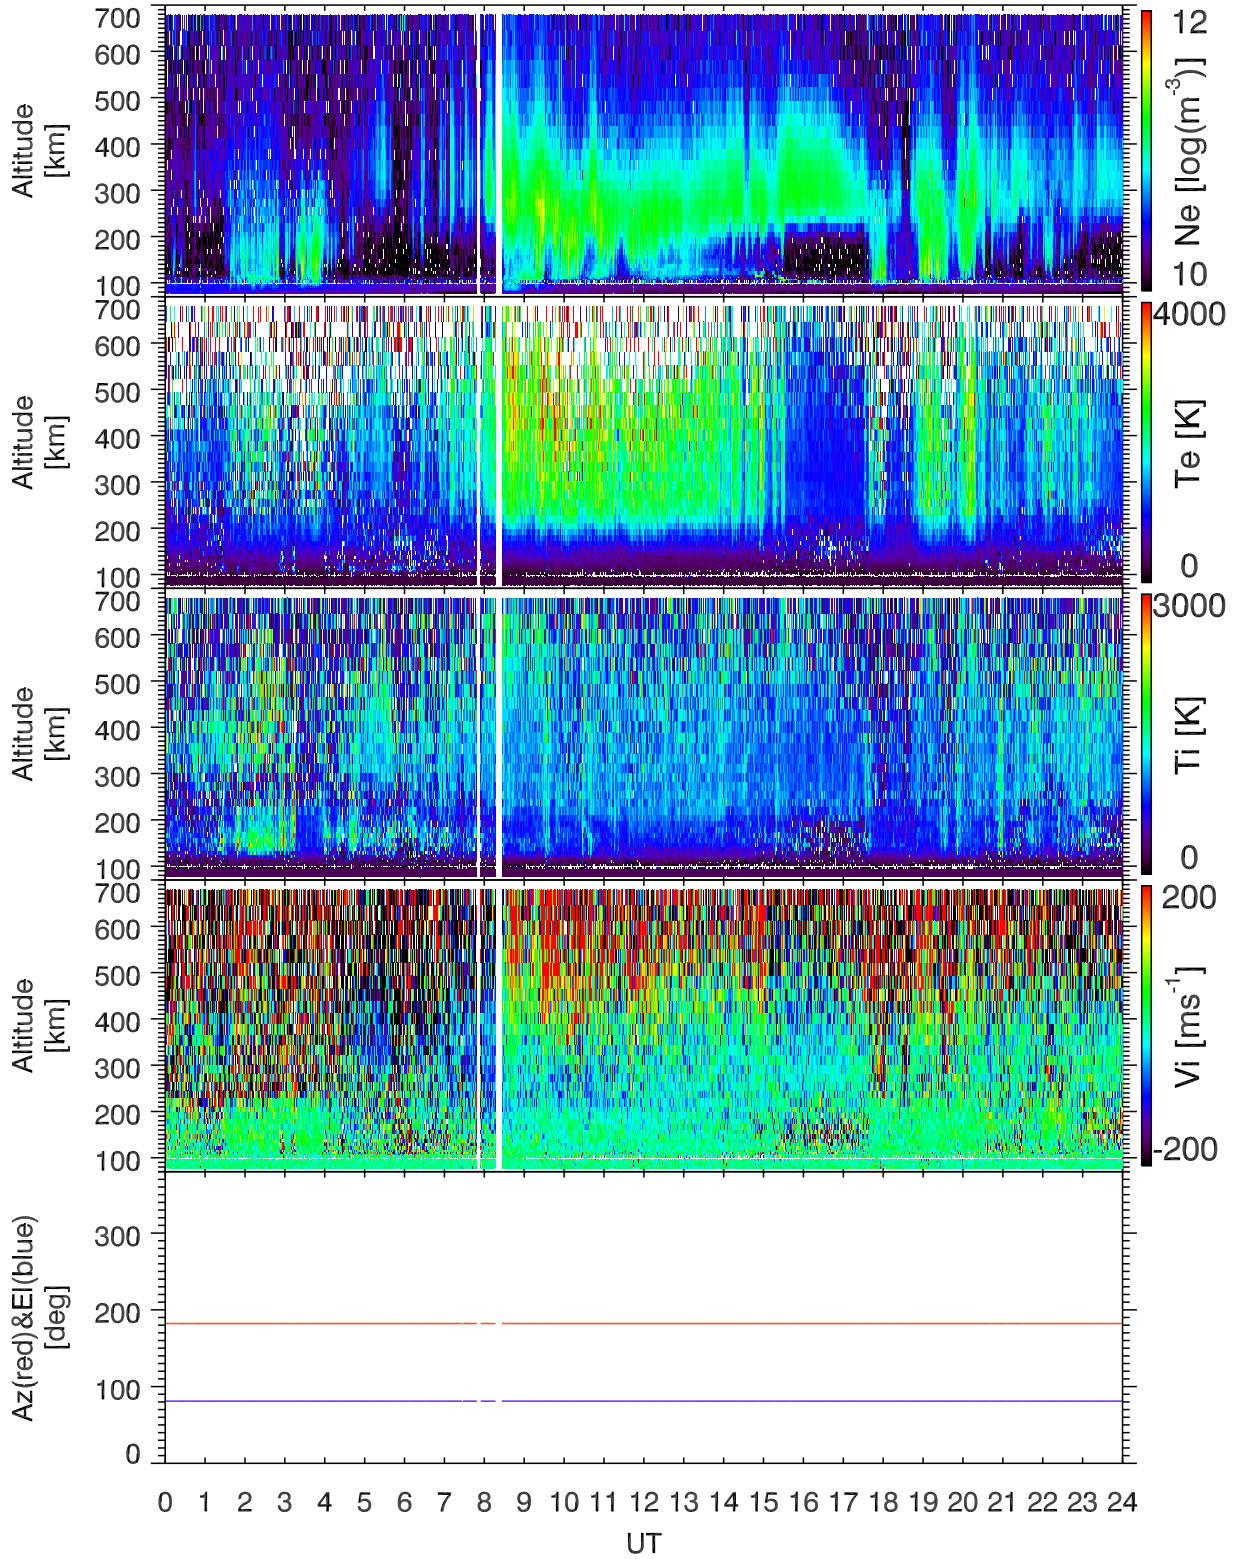 700
600
500
400
300
200
100
Altitude
[km]
12
10
Ne [log(m⁻³)]
700
600
500
400
300
200
100
Altitude
[km]
4000
0
Te [K]
700
600
500
400
300
200
100
Altitude
[km]
3000
0
Ti [K]
700
600
500
400
300
200
100
Altitude
[km]
200
-200
Vi [ms⁻¹]
300
200
100
0
Az(red)&El(blue)
[deg]
0 1 2 3 4 5 6 7 8 9 10 11 12 13 14 15 16 17 18 19 20 21 22 23 24
UT